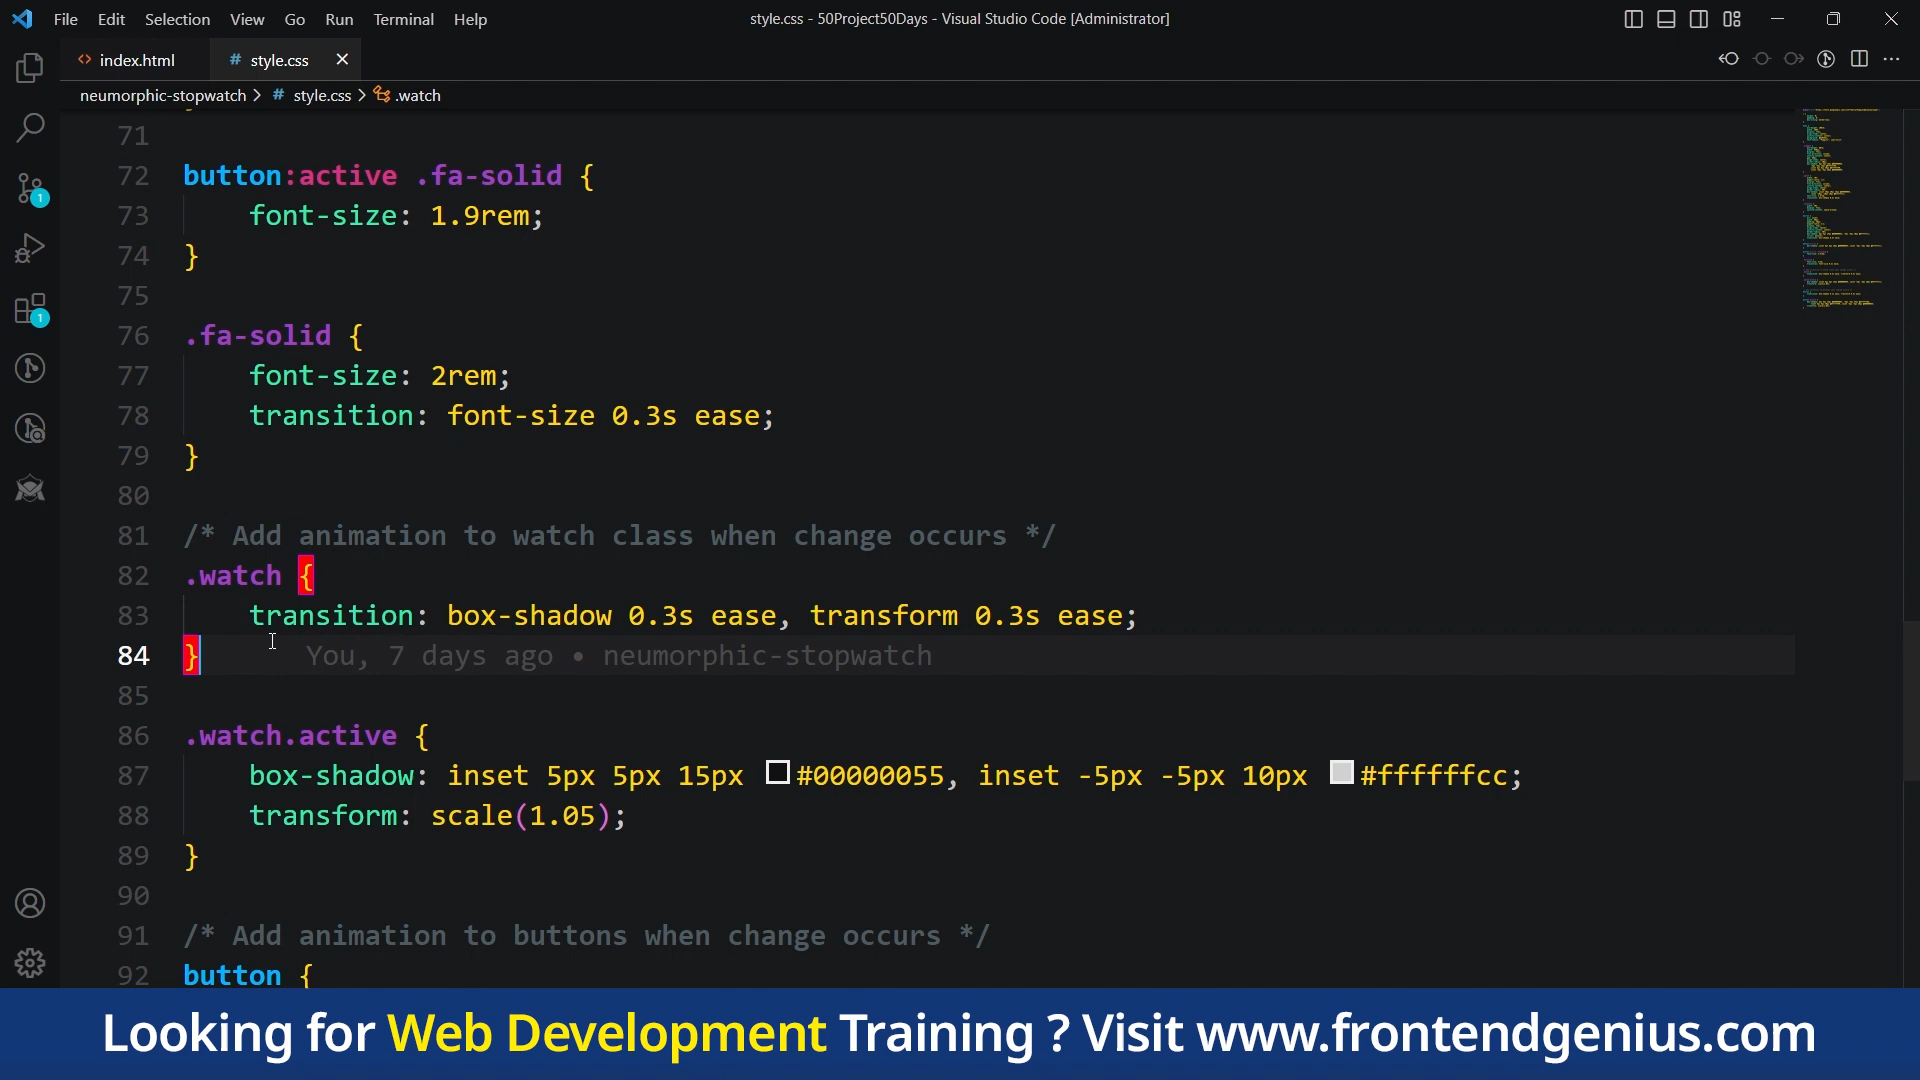 File Edit Selection View Go Run Terminal Help
style.css - 50Project50Days - Visual Studio Code [Administrator]
index.html
# style.css
neumorphic-stopwatch > # style.css > .watch
71
72 button:active .fa-solid {
73 font-size: 1.9rem;
74 }
75
76 .fa-solid {
77 font-size: 2rem;
78 transition: font-size 0.3s ease;
79 }
80
81 /* Add animation to watch class when change occurs */
82 .watch {
83 transition: box-shadow 0.3s ease, transform 0.3s ease;
84 } You, 7 days ago • neumorphic-stopwatch
85
86 .watch.active {
87 box-shadow: inset 5px 5px 15px #00000055, inset -5px -5px 10px #ffffffcc;
88 transform: scale(1.05);
89 }
90
91 /* Add animation to buttons when change occurs */
92 button {
1
1
Looking for Web Development Training ? Visit www.frontendgenius.com